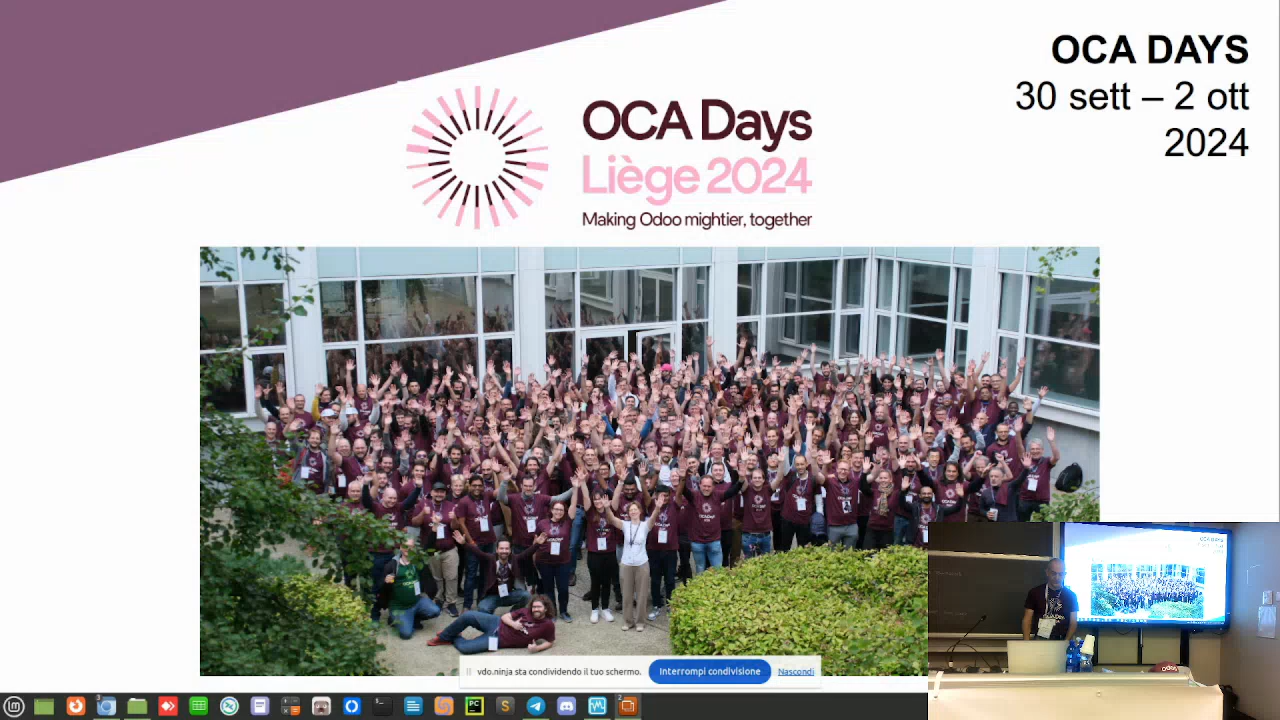 OCA DAYS
30 sett – 2 ott
2024
OCA Days
Liège 2024
Making Odoo mightier, together
vdo.ninja sta condividendo il tuo schermo.
Interrompi condivisione
Nascondi